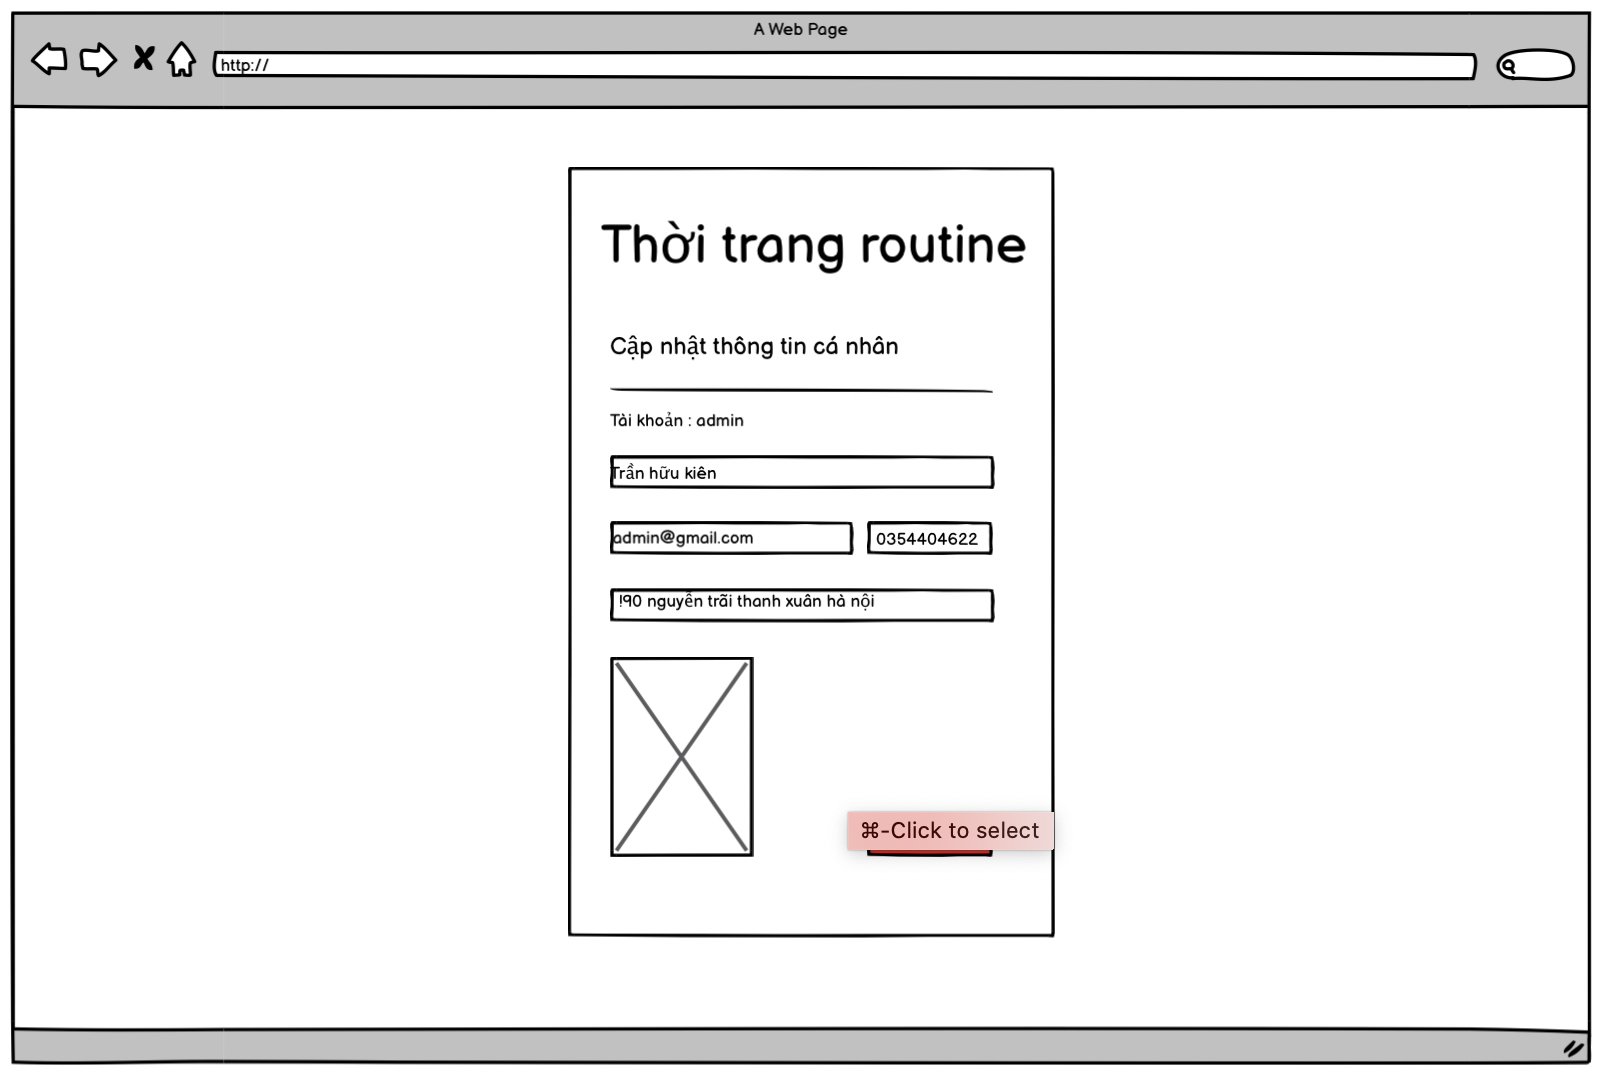 A Web Page
http://
Thời trang routine
Cập nhật thông tin cá nhân
Tài khoản : admin
Trần hữu kiên
admin@gmail.com
0354404622
!90 nguyễn trãi thanh xuân hà nội
⌘-Click to select